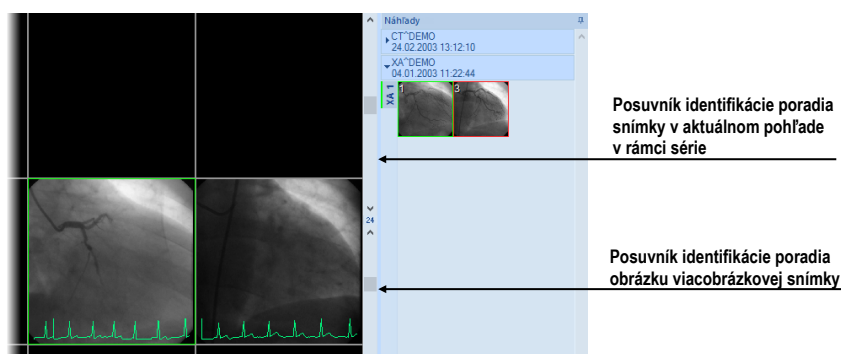 Náhľady
CT^DEMO
24.02.2003 13:12:10
XA^DEMO
04.01.2003 11:22:44
XA 1
1
3
24
Posuvník identifikácie poradia
snímky v aktuálnom pohľade
v rámci série
Posuvník identifikácie poradia
obrázku viacobrázkovej snímky